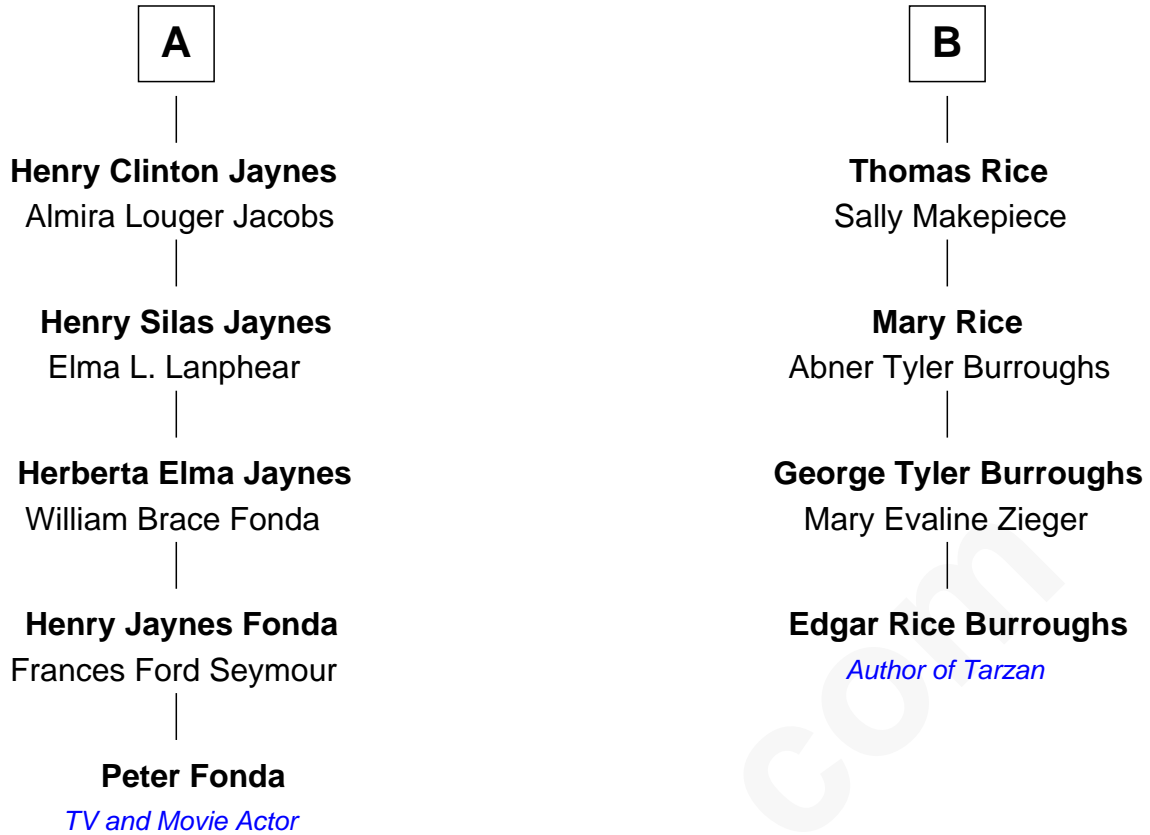 A
Henry Clinton Jaynes
Almira Louger Jacobs
Henry Silas Jaynes
Elma L. Lanphear
Herberta Elma Jaynes
William Brace Fonda
Henry Jaynes Fonda
Frances Ford Seymour
Peter Fonda
TV and Movie Actor
B
Thomas Rice
Sally Makepiece
Mary Rice
Abner Tyler Burroughs
George Tyler Burroughs
Mary Evaline Zieger
Edgar Rice Burroughs
Author of Tarzan
com